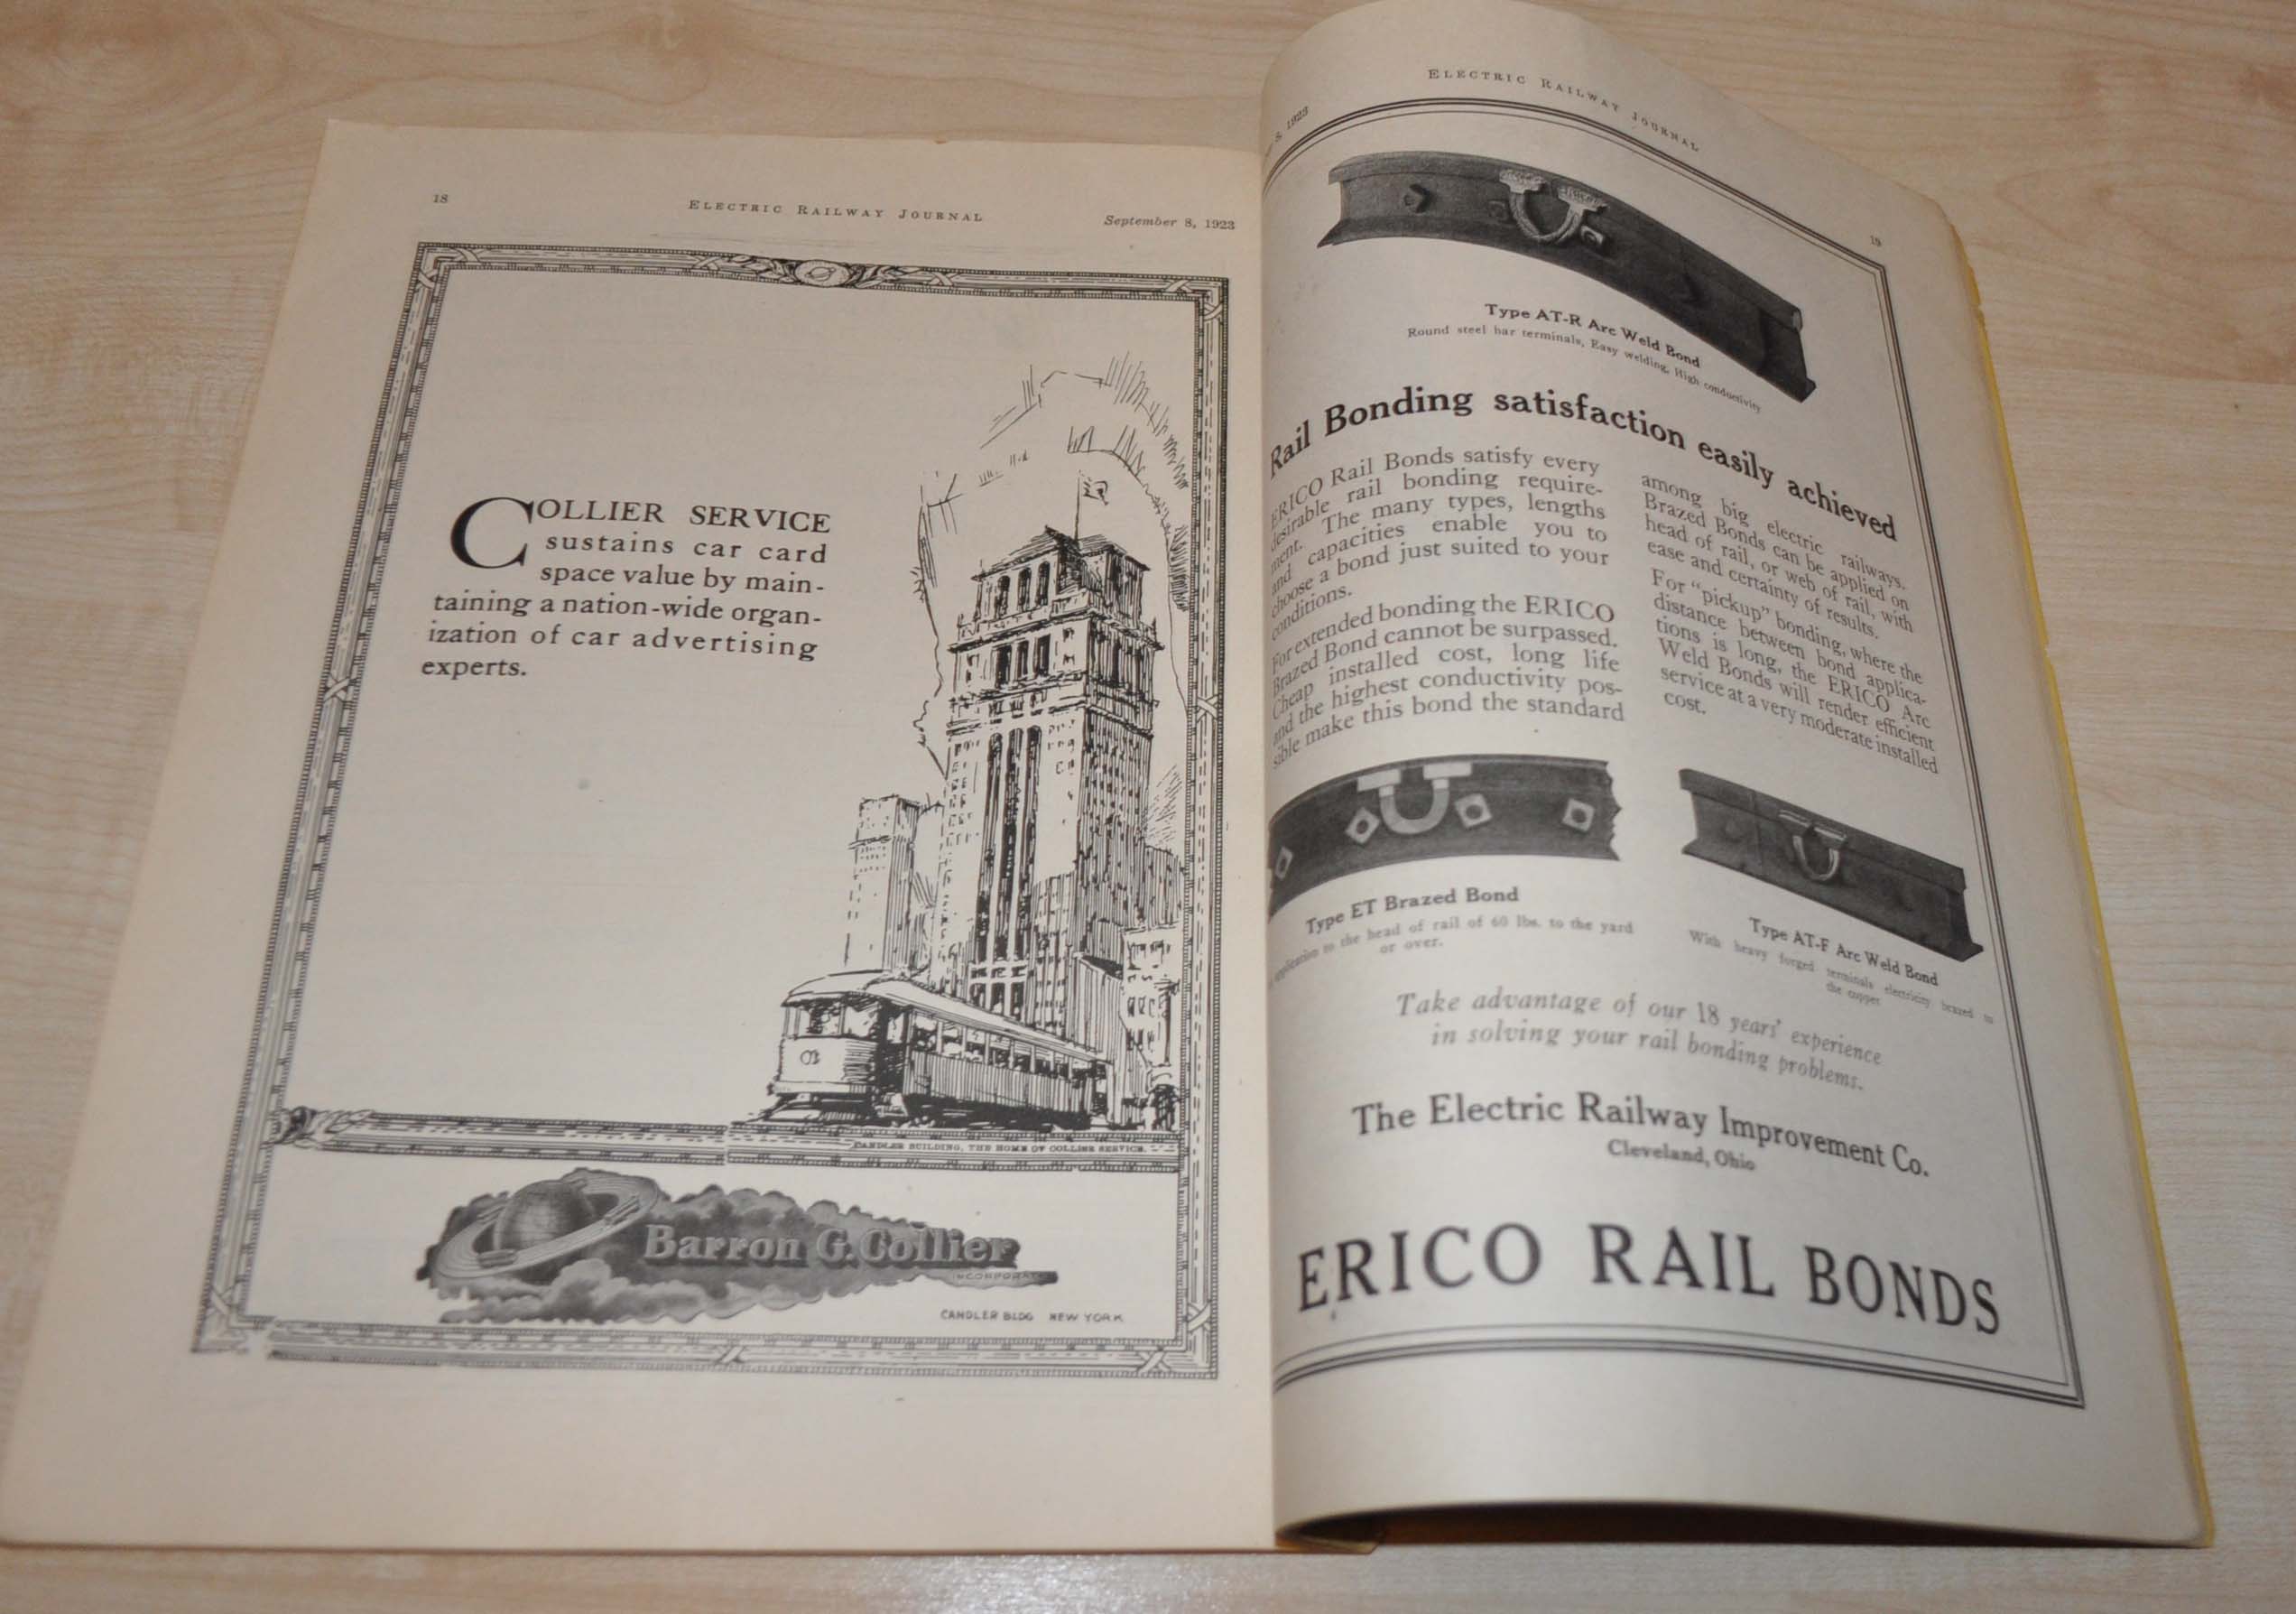 18
ELECTRIC RAILWAY JOURNAL
September 8, 1923
COLLIER SERVICE
sustains car card
space value by main-
taining a nation-wide organ-
ization of car advertising
experts.
CANDLER BUILDING, THE HOME OF COLLIER SERVICE.
Barron G. Collier
INCORPORATED
CANDLER BLDG NEW YORK
8, 1923
ELECTRIC RAILWAY JOURNAL
19
Type AT-R Arc Weld Bond
Round steel bar terminals, Easy welding, High conductivity
Rail Bonding satisfaction easily achieved
ERICO Rail Bonds satisfy every
desirable rail bonding require-
ment. The many types, lengths
and capacities enable you to
choose a bond just suited to your
conditions.
For extended bonding the ERICO
Brazed Bond cannot be surpassed.
Cheap installed cost, long life
and the highest conductivity pos-
sible make this bond the standard
among big electric railways.
Brazed Bonds can be applied on
head of rail, or web of rail, with
ease and certainty of results.
For "pickup" bonding, where the
distance between bond applica-
tions is long, the ERICO Arc
Weld Bonds will render efficient
service at a very moderate installed
cost.
Type ET Brazed Bond
application to the head of rail of 60 lbs. to the yard
or over.
Type AT-F Arc Weld Bond
With heavy forged terminals electricity brazed to
the copper
Take advantage of our 18 years' experience
in solving your rail bonding problems.
The Electric Railway Improvement Co.
Cleveland, Ohio
ERICO RAIL BONDS